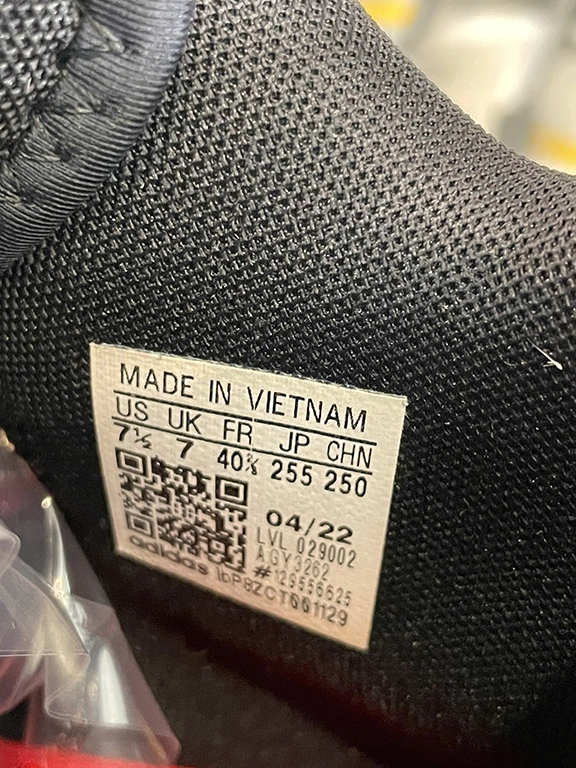 MADE IN VIETNAM
US UK FR JP CHN
7½ 7 40⅔ 255 250
04/22
LVL 029002
AGY3262
#129556625
adidas IbP8ZCT001129